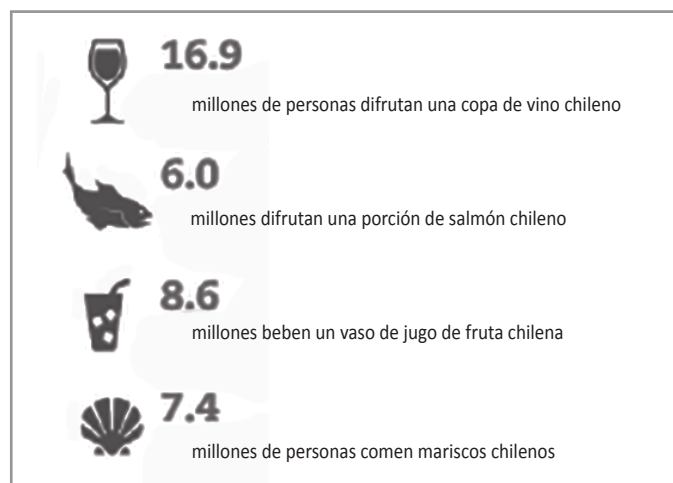 16.9
millones de personas difrutan una copa de vino chileno
6.0
millones difrutan una porción de salmón chileno
8.6
millones beben un vaso de jugo de fruta chilena
7.4
millones de personas comen mariscos chilenos